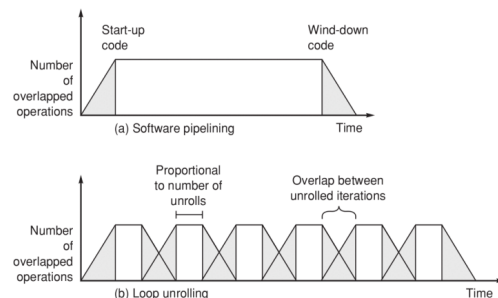 Start-up
code
Wind-down
code
Number
of
overlapped
operations
(a) Software pipelining
Time
Proportional
to number of
unrolls
Overlap between
unrolled iterations
Number
of
overlapped
operations
(b) Loop unrolling
Time